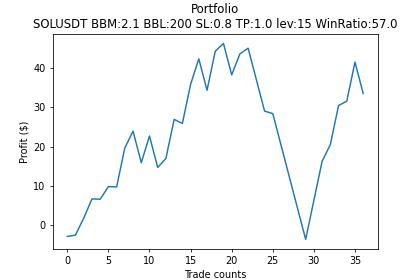 Portfolio
SOLUSDT BBM:2.1 BBL:200 SL:0.8 TP:1.0 lev:15 WinRatio:57.0
Profit ($)
40
30
20
10
0
0 5 10 15 20 25 30 35
Trade counts